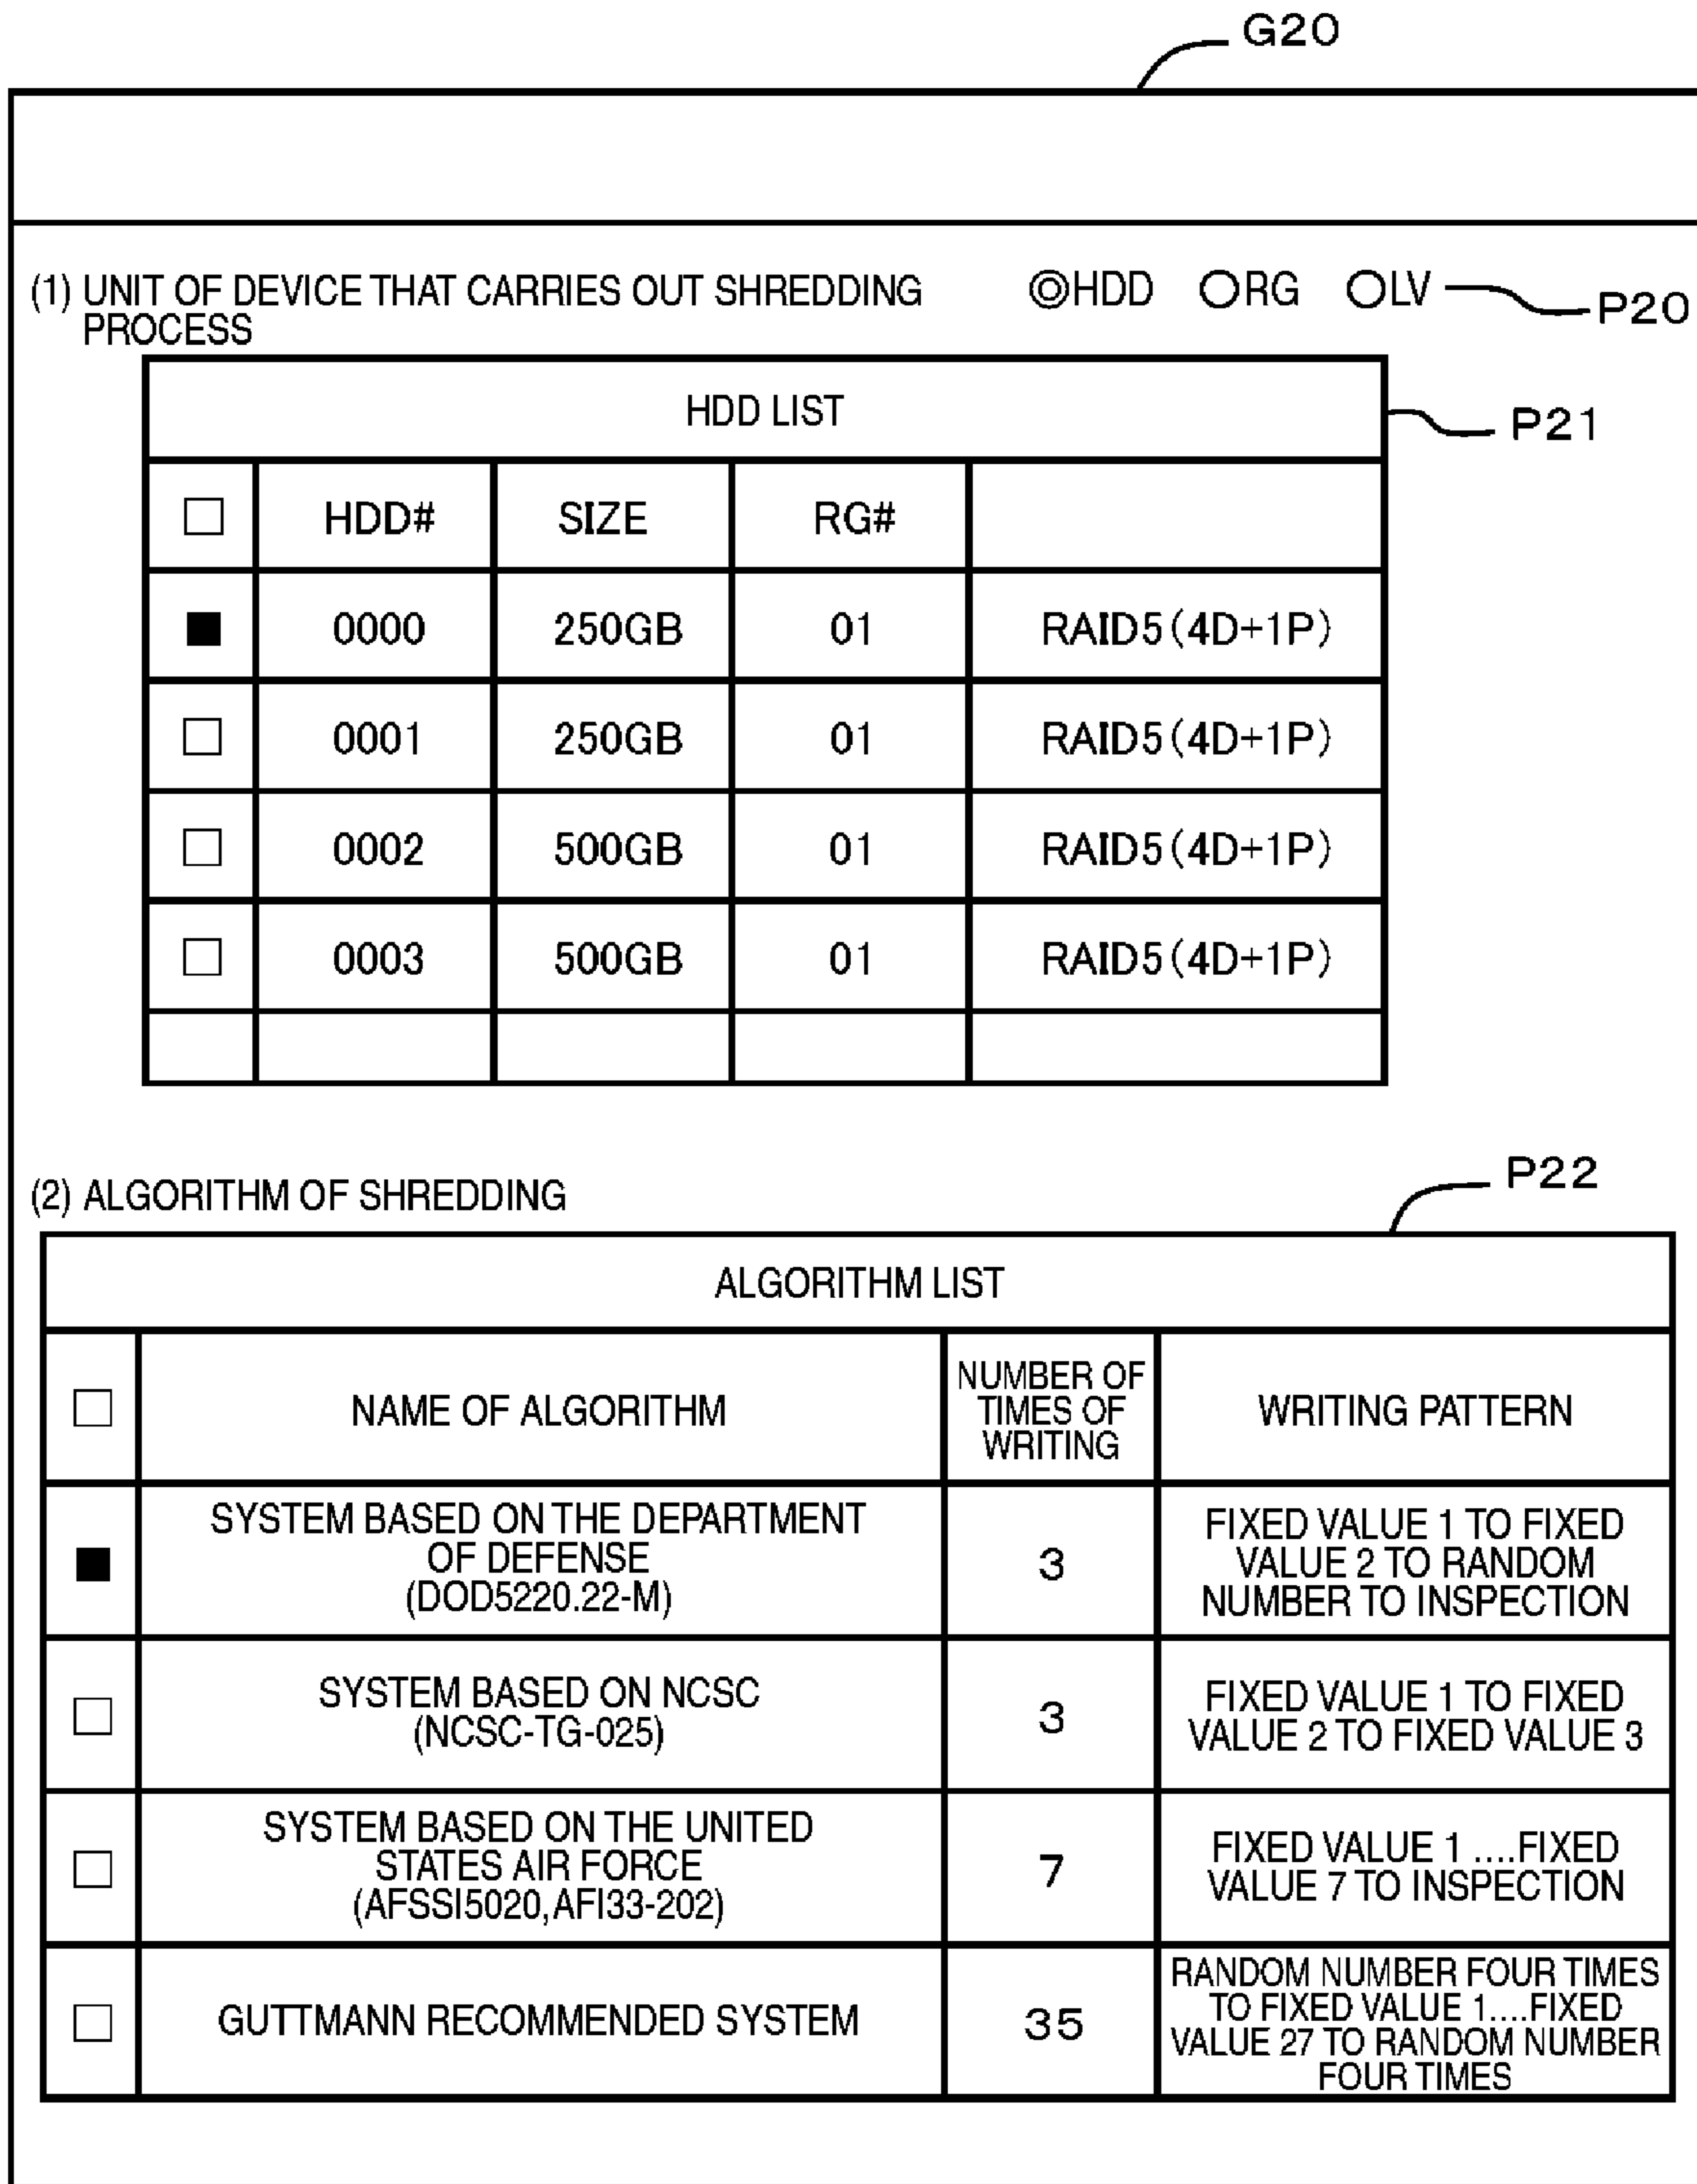 G20
(1) UNIT OF DEVICE THAT CARRIES OUT SHREDDING ◎HDD ○RG ○LV P20
PROCESS
HDD LIST
P21
□ HDD# SIZE RG#
■ 0000 250GB 01 RAID5(4D+1P)
□ 0001 250GB 01 RAID5(4D+1P)
□ 0002 500GB 01 RAID5(4D+1P)
□ 0003 500GB 01 RAID5(4D+1P)
P22
(2) ALGORITHM OF SHREDDING
ALGORITHM LIST
□ NAME OF ALGORITHM
NUMBER OF
TIMES OF
WRITING
WRITING PATTERN
■ SYSTEM BASED ON THE DEPARTMENT
OF DEFENSE
(DOD5220.22-M)
3
FIXED VALUE 1 TO FIXED
VALUE 2 TO RANDOM
NUMBER TO INSPECTION
□ SYSTEM BASED ON NCSC
(NCSC-TG-025)
3
FIXED VALUE 1 TO FIXED
VALUE 2 TO FIXED VALUE 3
□ SYSTEM BASED ON THE UNITED
STATES AIR FORCE
(AFSSI5020,AFI33-202)
7
FIXED VALUE 1 ....FIXED
VALUE 7 TO INSPECTION
□ GUTTMANN RECOMMENDED SYSTEM
35
RANDOM NUMBER FOUR TIMES
TO FIXED VALUE 1....FIXED
VALUE 27 TO RANDOM NUMBER
FOUR TIMES